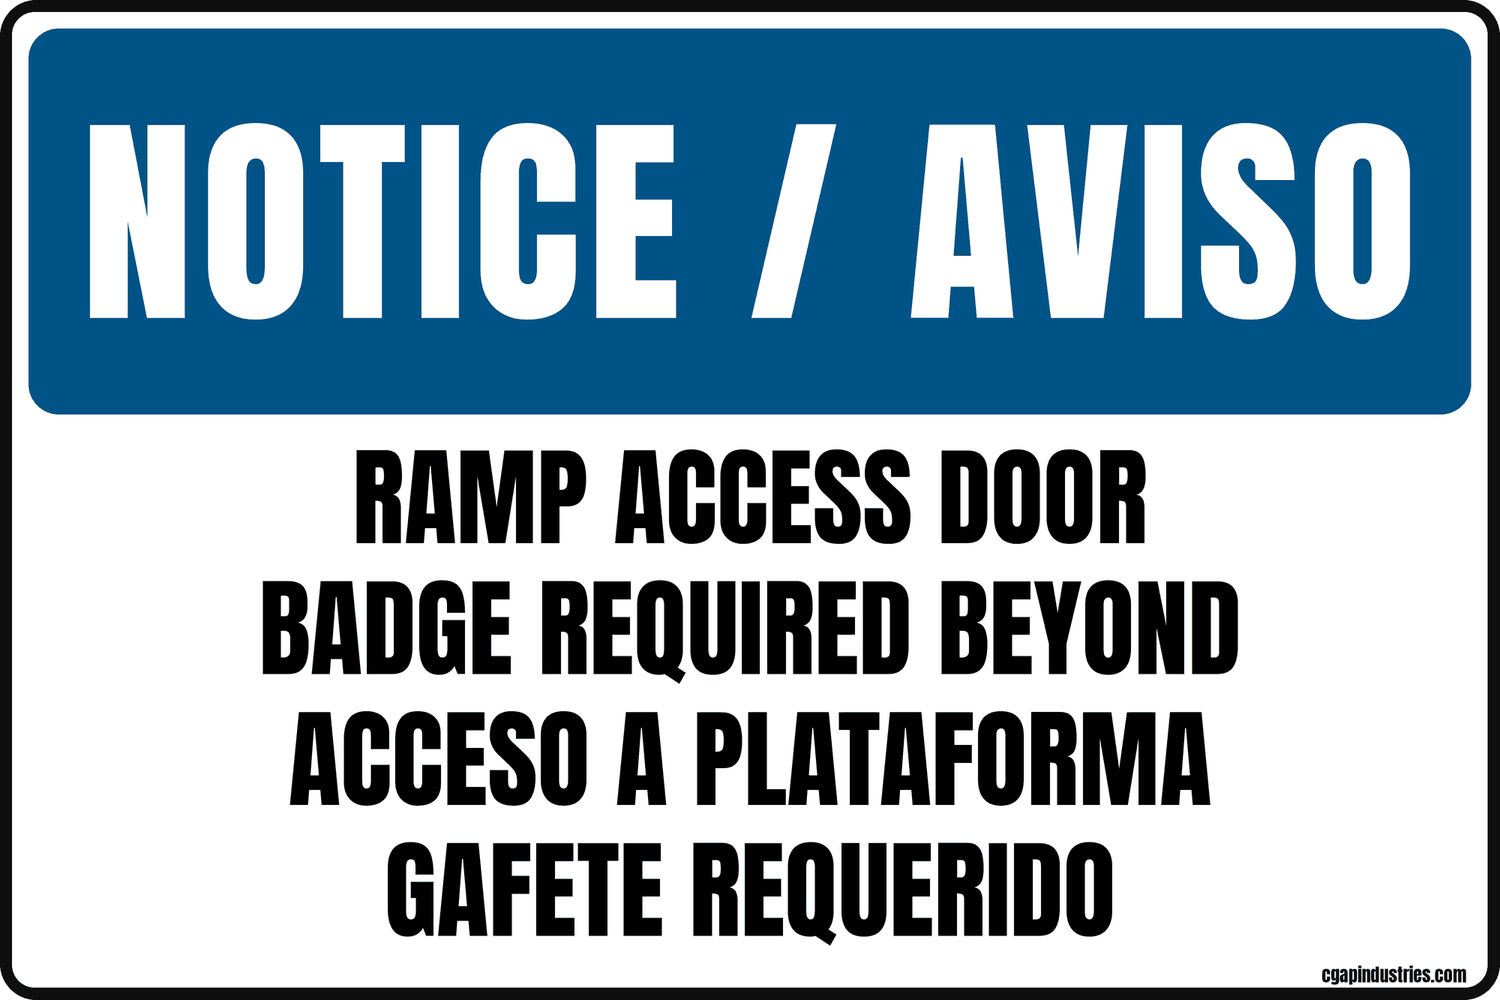 NOTICE / AVISO
RAMP ACCESS DOOR
BADGE REQUIRED BEYOND
ACCESO A PLATAFORMA
GAFETE REQUERIDO
cgapindustries.com